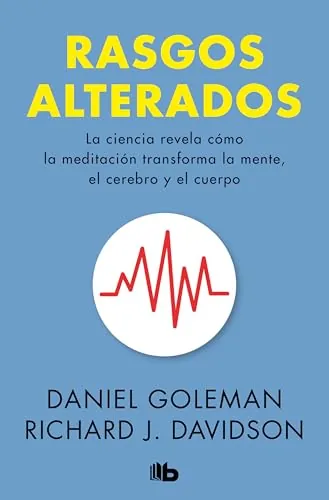 RASGOS
ALTERADOS
La ciencia revela cómo
la meditación transforma la mente,
el cerebro y el cuerpo
DANIEL GOLEMAN
RICHARD J. DAVIDSON
b